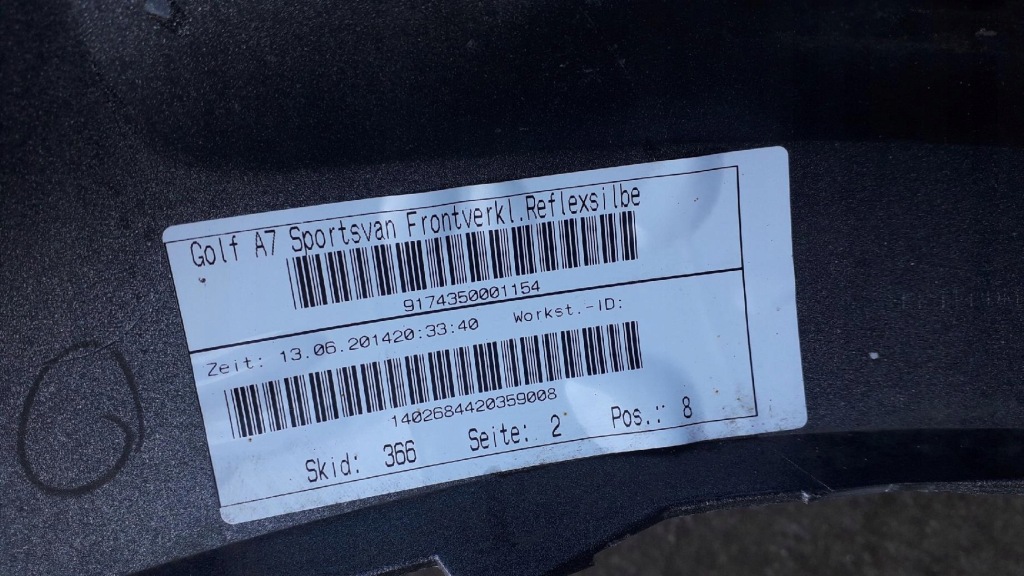 Golf A7 Sportsvan Frontverkl.Reflexsilbe
9174350001154
Zeit: 13.06.201420:33:40 Workst.-ID:
1402684420359008
Skid: 366 Seite: 2 Pos.: 8